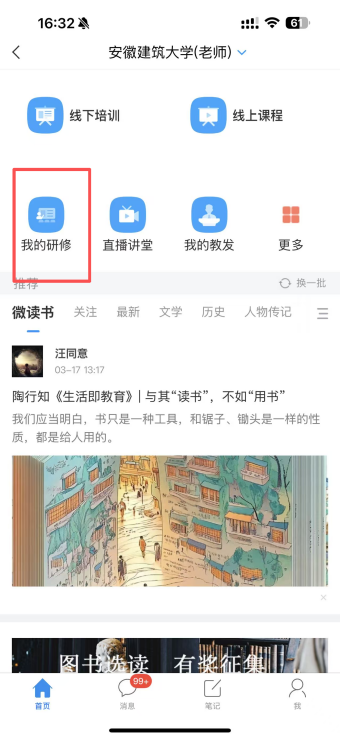 16:32
61
安徽建筑大学(老师)
线下培训
线上课程
我的研修
直播讲堂
我的教发
更多
推荐
换一批
微读书 关注 最新 文学 历史 人物传记
汪同意
03-17 13:17
陶行知《生活即教育》| 与其“读书”，不如“用书”
我们应当明白，书只是一种工具，和锯子、锄头是一样的性
质，都是给人用的。
图书选读 有奖征集
99+
首页
消息
笔记
我